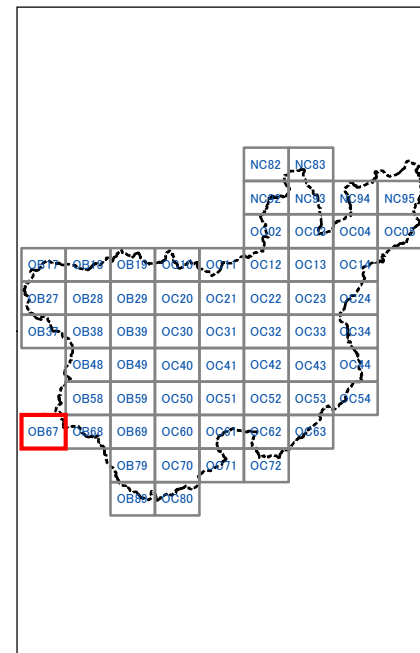 NC82 NC83
NC92 NC93 NC94 NC95
OC02 OC03 OC04 OC05
OB17 OB18 OB19 OC10 OC11 OC12 OC13 OC14
OB27 OB28 OB29 OC20 OC21 OC22 OC23 OC24
OB37 OB38 OB39 OC30 OC31 OC32 OC33 OC34
OB48 OB49 OC40 OC41 OC42 OC43 OC44
OB58 OB59 OC50 OC51 OC52 OC53 OC54
OB67 OB68 OB69 OC60 OC61 OC62 OC63
OB79 OC70 OC71 OC72
OB89 OC80